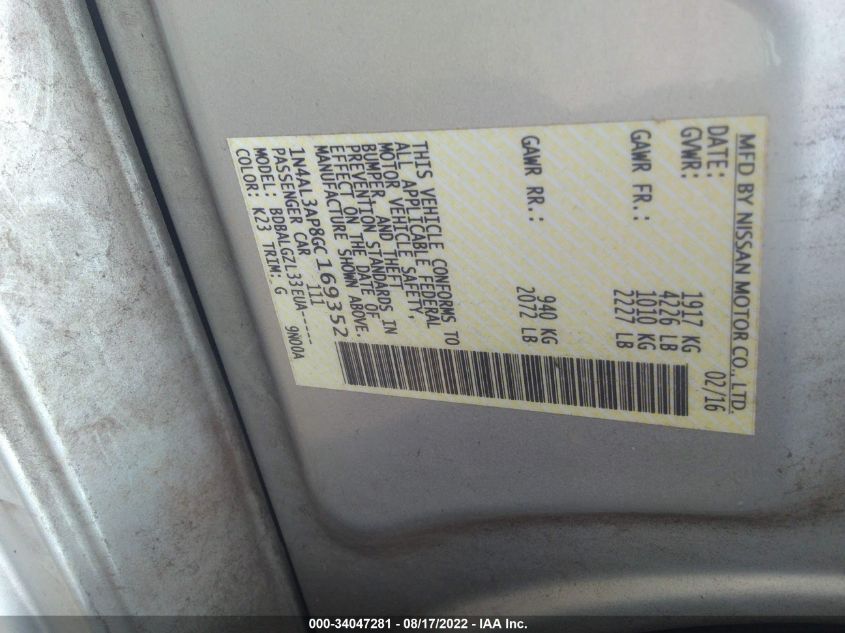 MFD BY NISSAN MOTOR CO., LTD.
DATE: 02/16
GVWR: 1917 KG
4226 LB
GAWR FR.: 1010 KG
2227 LB
GAWR RR.: 940 KG
2072 LB
THIS VEHICLE CONFORMS TO
ALL APPLICABLE FEDERAL
MOTOR VEHICLE SAFETY,
BUMPER, AND THEFT
PREVENTION STANDARDS IN
EFFECT ON THE DATE OF
MANUFACTURE SHOWN ABOVE.
1N4AL3AP8GC169352
PASSENGER CAR 111
MODEL: BDBALGZL33EUA-----
COLOR: K23 TRIM: G 9N00A
000-34047281 - 08/17/2022 - IAA Inc.